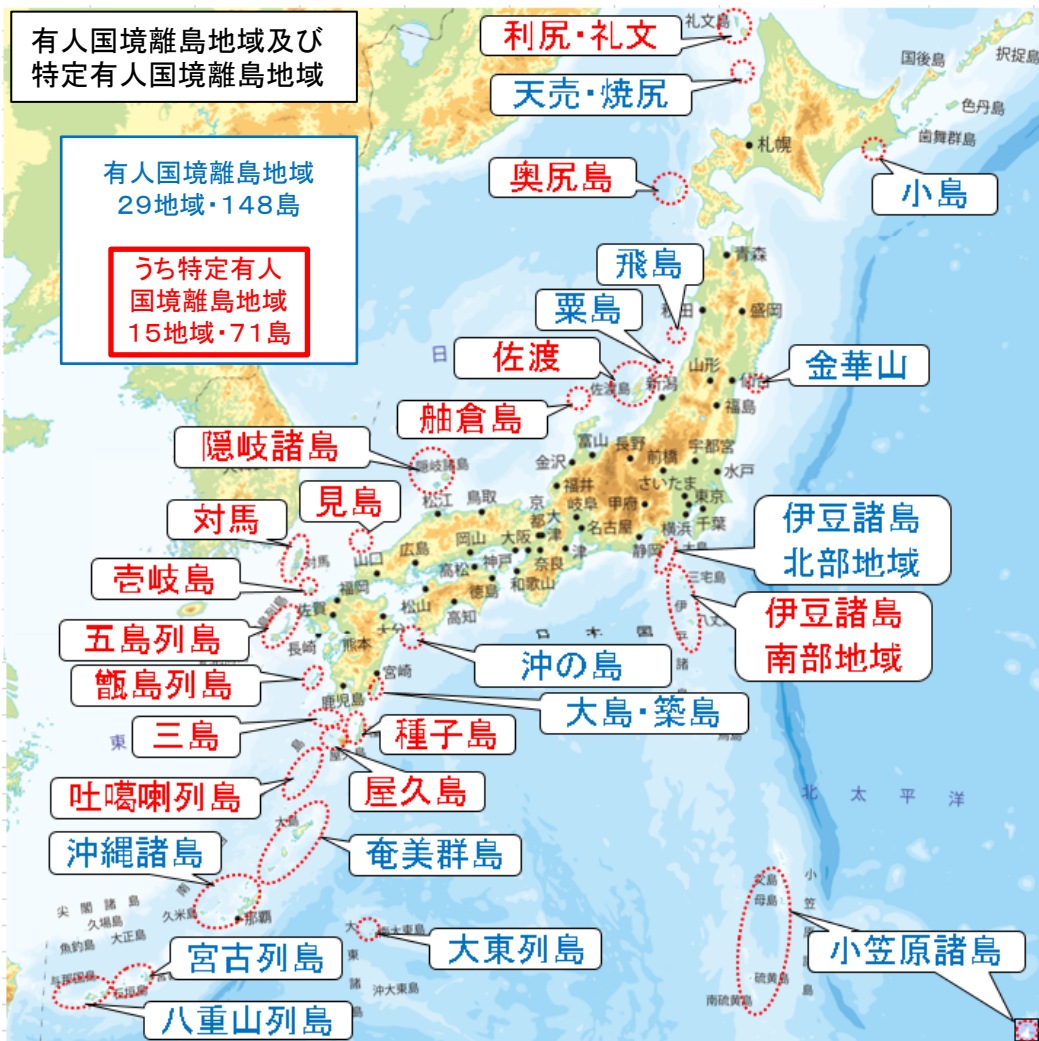 有人国境離島地域及び
特定有人国境離島地域
有人国境離島地域
29地域・148島
うち特定有人
国境離島地域
15地域・71島
利尻・礼文
礼文島
天売・焼尻
国後島
択捉島
色丹島
歯舞群島
札幌
小島
奥尻島
青森
飛島
粟島
盛岡
佐渡
佐渡島
新潟
山形
仙台
金華山
福島
舳倉島
日
隠岐諸島
隠岐諸島
富山
長野
前橋
宇都宮
水戸
金沢
福井
岐阜
甲府
さいたま
東京
千葉
横浜
名古屋
静岡
津
大津
京都
奈良
大阪
和歌山
神戸
鳥取
松江
岡山
広島
山口
高松
徳島
松山
高知
見島
対馬
対馬
壱岐島
福岡
佐賀
長崎
熊本
大分
宮崎
鹿児島
五島列島
甑島列島
三島
種子島
屋久島
吐噶喇列島
沖の島
大島・築島
伊豆諸島
北部地域
大島
三宅島
伊豆諸島
南部地域
日本国
東
北太平洋
大島
奄美群島
沖縄諸島
久米島
那覇
尖閣諸島
久場島
大正島
魚釣島
与那国島
石垣島
宮古列島
八重山列島
南大東島
大東諸島
大東列島
沖大東島
父島
母島
硫黄島
南硫黄島
小笠原諸島
小笠原諸島